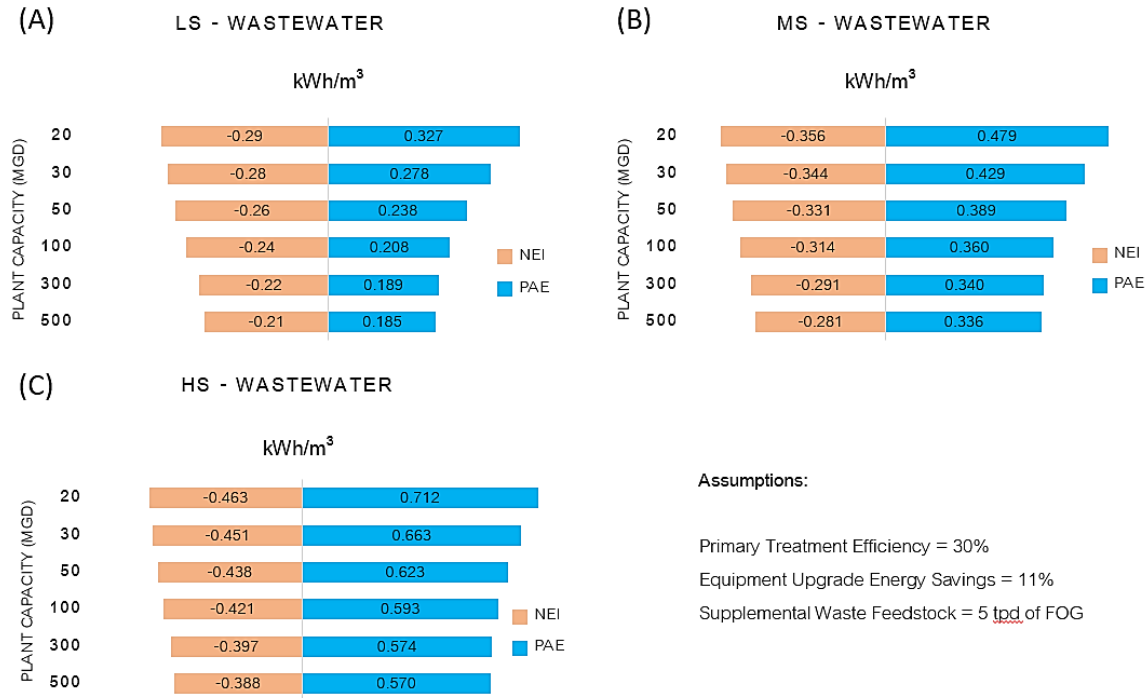 (A)
LS - WASTEWATER
kWh/m³
PLANT CAPACITY (MGD)
20 -0.29 0.327
30 -0.28 0.278
50 -0.26 0.238
100 -0.24 0.208
300 -0.22 0.189
500 -0.21 0.185
NEI
PAE
(B)
MS - WASTEWATER
kWh/m³
PLANT CAPACITY (MGD)
20 -0.356 0.479
30 -0.344 0.429
50 -0.331 0.389
100 -0.314 0.360
300 -0.291 0.340
500 -0.281 0.336
NEI
PAE
(C)
HS - WASTEWATER
kWh/m³
PLANT CAPACITY (MGD)
20 -0.463 0.712
30 -0.451 0.663
50 -0.438 0.623
100 -0.421 0.593
300 -0.397 0.574
500 -0.388 0.570
NEI
PAE
Assumptions:
Primary Treatment Efficiency = 30%
Equipment Upgrade Energy Savings = 11%
Supplemental Waste Feedstock = 5 tpd of FOG